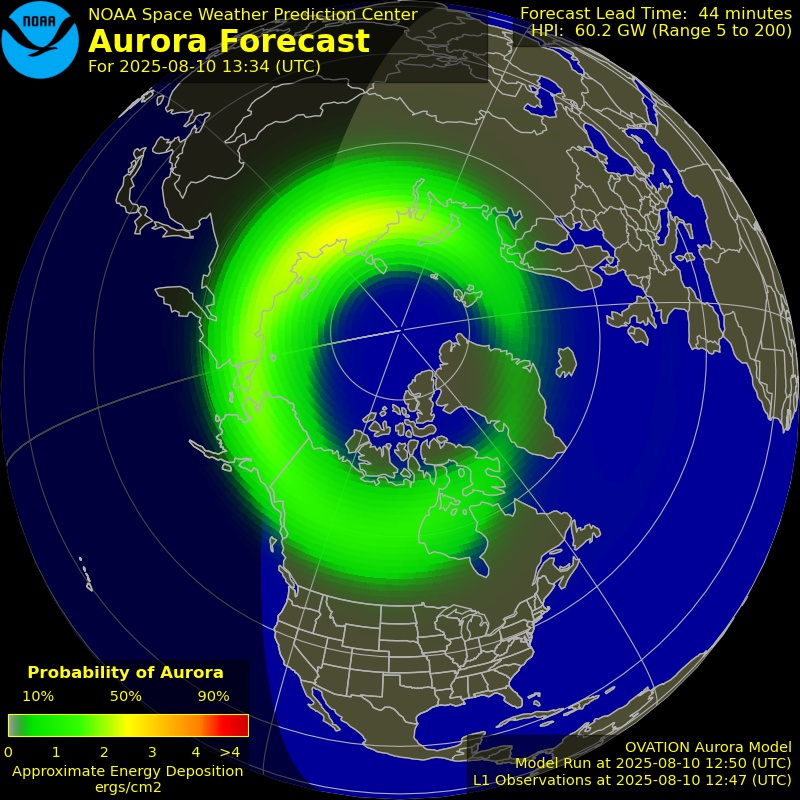 NOAA
NOAA Space Weather Prediction Center
Aurora Forecast
For 2025-08-10 13:34 (UTC)
Forecast Lead Time: 44 minutes
HPI: 60.2 GW (Range 5 to 200)
Probability of Aurora
10% 50% 90%
0 1 2 3 4 >4
Approximate Energy Deposition
ergs/cm2
OVATION Aurora Model
Model Run at 2025-08-10 12:50 (UTC)
L1 Observations at 2025-08-10 12:47 (UTC)